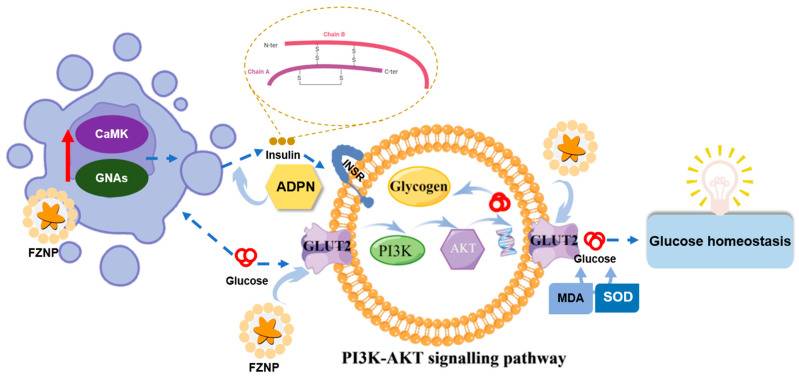 Chain B
N-ter
S
S
S
S
Chain A
S
S
C-ter
CaMK
GNAs
FZNP
Insulin
ADPN
INSR
Glycogen
GLUT2
PI3K
AKT
GLUT2
Glucose
Glucose
Glucose homeostasis
MDA
SOD
FZNP
PI3K-AKT signalling pathway